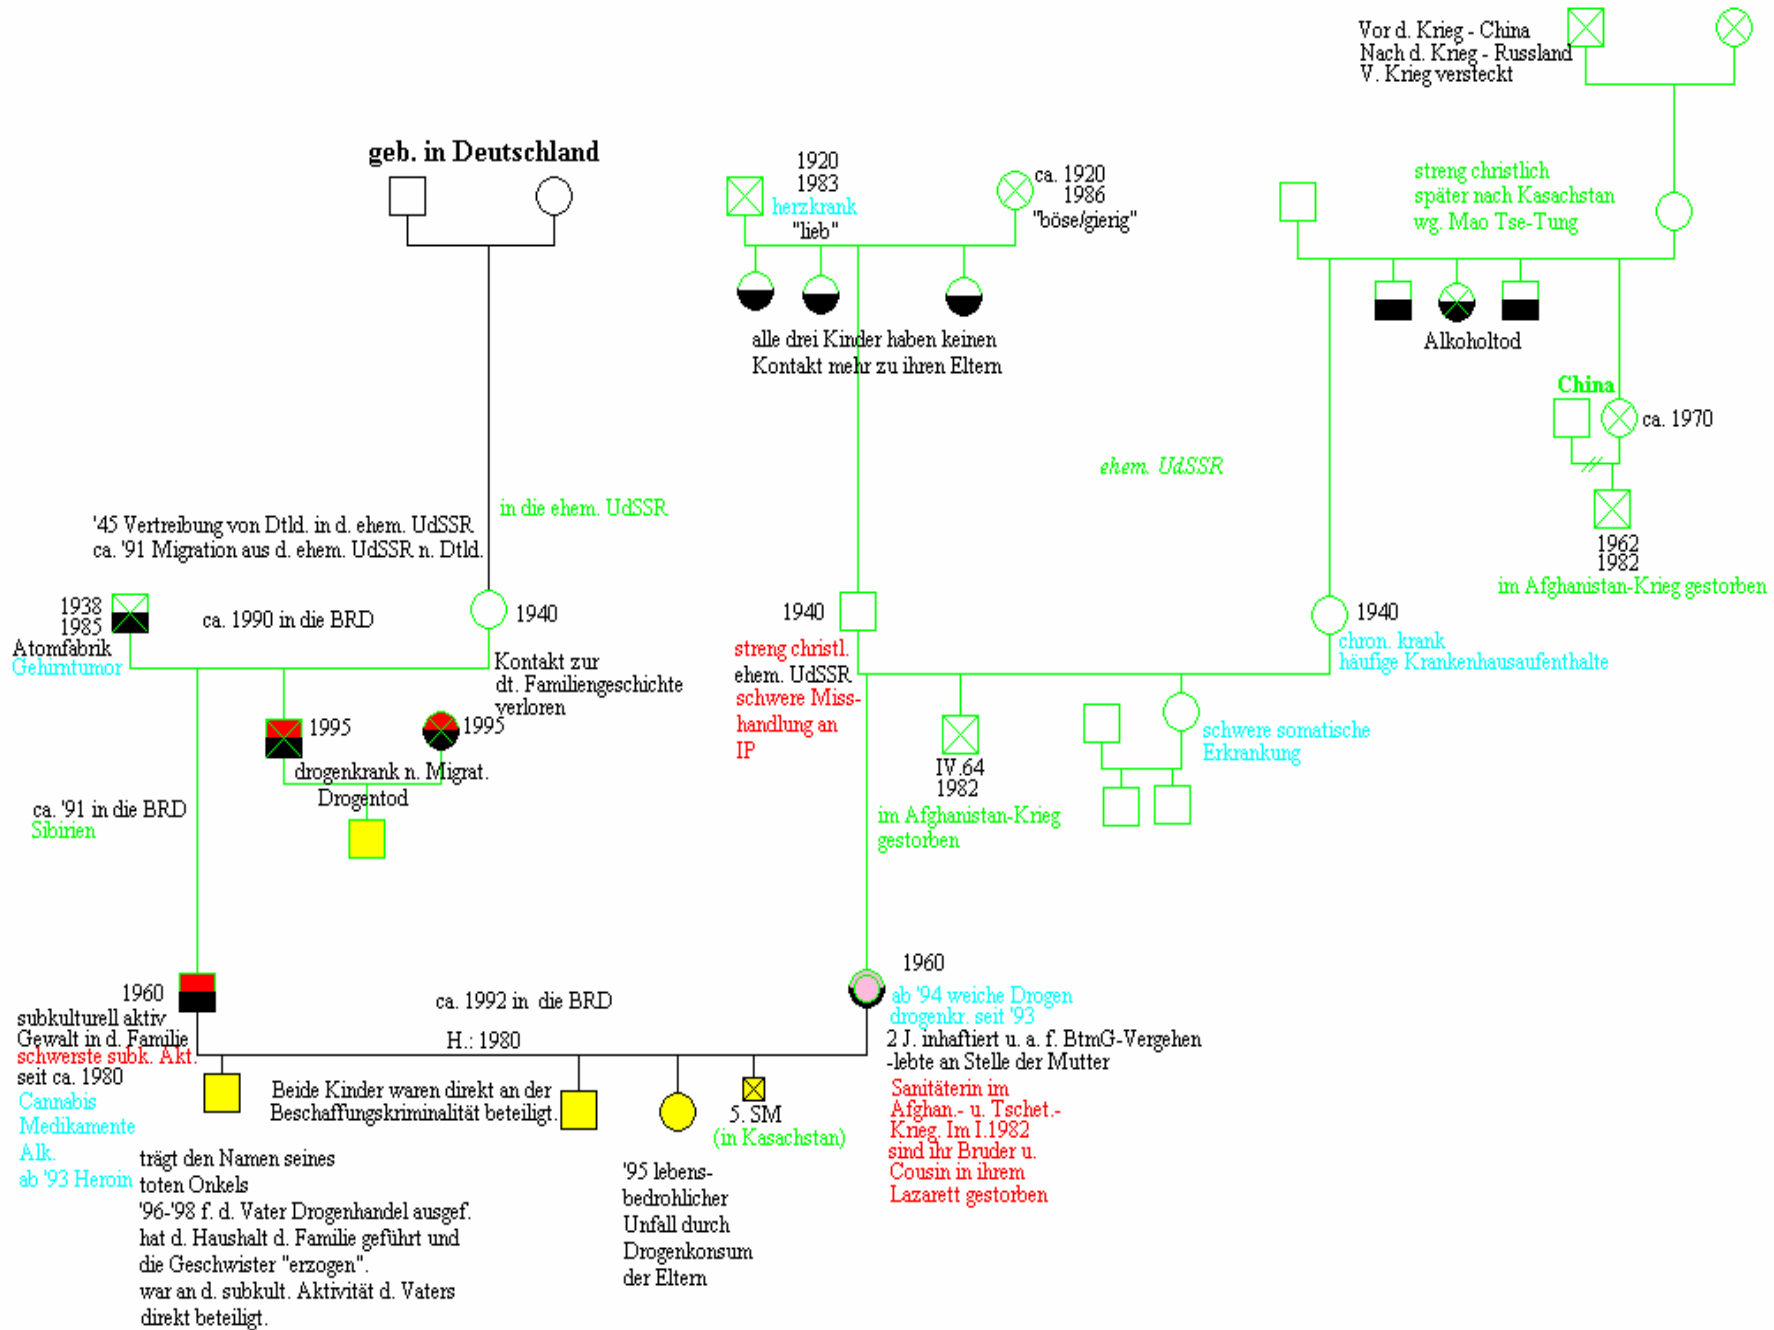 Vor d. Krieg - China
Nach d. Krieg - Russland
V. Krieg versteckt
geb. in Deutschland
1920
1983
herzkrank
"lieb"
ca. 1920
1986
"böse/gierig"
streng christlich
später nach Kasachstan
wg. Mao Tse-Tung
alle drei Kinder haben keinen
Kontakt mehr zu ihren Eltern
Alkoholtod
China
ca. 1970
ehem. UdSSR
in die ehem. UdSSR
'45 Vertreibung von Dtld. in d. ehem. UdSSR
ca. '91 Migration aus d. ehem. UdSSR n. Dtld.
1962
1982
im Afghanistan-Krieg gestorben
1938
1985
Atomfabrik
Gehirntumor
ca. 1990 in die BRD
1940
Kontakt zur
dt. Familiengeschichte
verloren
1940
streng christl.
ehem. UdSSR
schwere Miss-
handlung an
IP
1940
chron. krank
häufige Krankenhausaufenthalte
1995
1995
drogenkrank n. Migrat.
Drogentod
IV.64
1982
im Afghanistan-Krieg
gestorben
schwere somatische
Erkrankung
ca. '91 in die BRD
Sibirien
1960
subkulturell aktiv
Gewalt in d. Familie
schwerste subk. Akt.
seit ca. 1980
Cannabis
Medikamente
Alk.
ab '93 Heroin
ca. 1992 in die BRD
H.: 1980
1960
ab '94 weiche Drogen
drogenkr. seit '93
2 J. inhaftiert u. a. f. BtmG-Vergehen
-lebte an Stelle der Mutter
Sanitäterin im
Afghan.- u. Tschet.-
Krieg. Im I.1982
sind ihr Bruder u.
Cousin in ihrem
Lazarett gestorben
Beide Kinder waren direkt an der
Beschaffungskriminalität beteiligt.
5. SM
(in Kasachstan)
trägt den Namen seines
toten Onkels
'96-'98 f. d. Vater Drogenhandel ausgef.
hat d. Haushalt d. Familie geführt und
die Geschwister "erzogen".
war an d. subkult. Aktivität d. Vaters
direkt beteiligt.
'95 lebens-
bedrohlicher
Unfall durch
Drogenkonsum
der Eltern